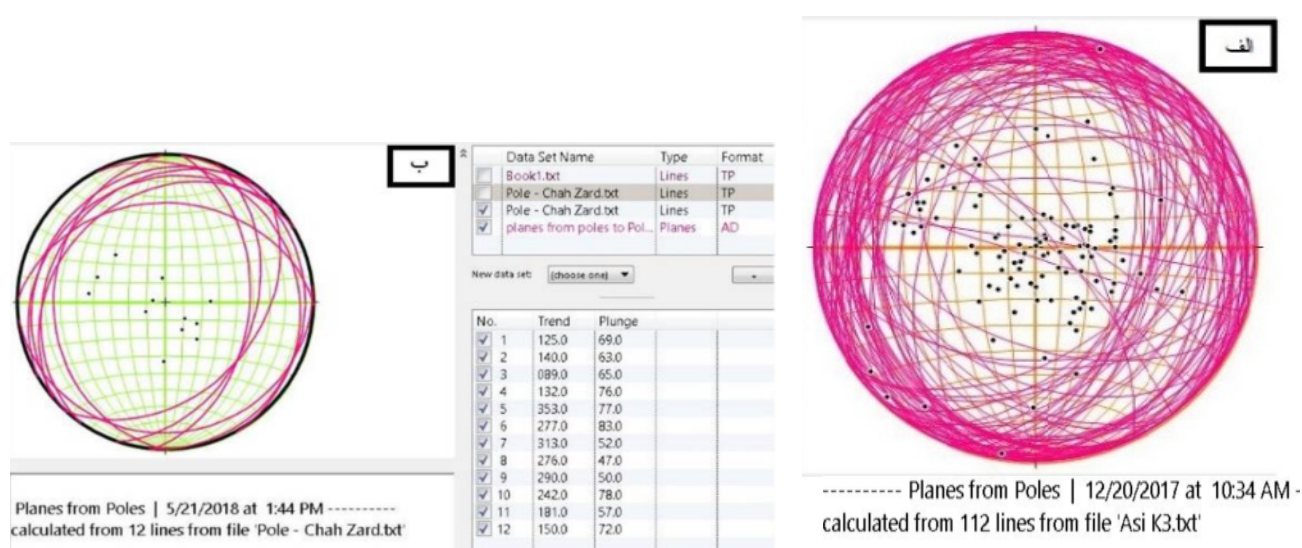 الف
ب
Data Set Name Type Format
Book1.txt Lines TP
Pole - Chah Zard.txt Lines TP
Pole - Chah Zard.txt Lines TP
planes from poles to Pol... Planes AD
New data set: (choose one)
No. Trend Plunge
1 125.0 69.0
2 140.0 63.0
3 089.0 65.0
4 132.0 76.0
5 353.0 77.0
6 277.0 83.0
7 313.0 52.0
8 276.0 47.0
9 290.0 50.0
10 242.0 78.0
11 181.0 57.0
12 150.0 72.0
Planes from Poles | 5/21/2018 at 1:44 PM ----------
calculated from 12 lines from file 'Pole - Chah Zard.txt'
---------- Planes from Poles | 12/20/2017 at 10:34 AM -
calculated from 112 lines from file 'Asi K3.txt'